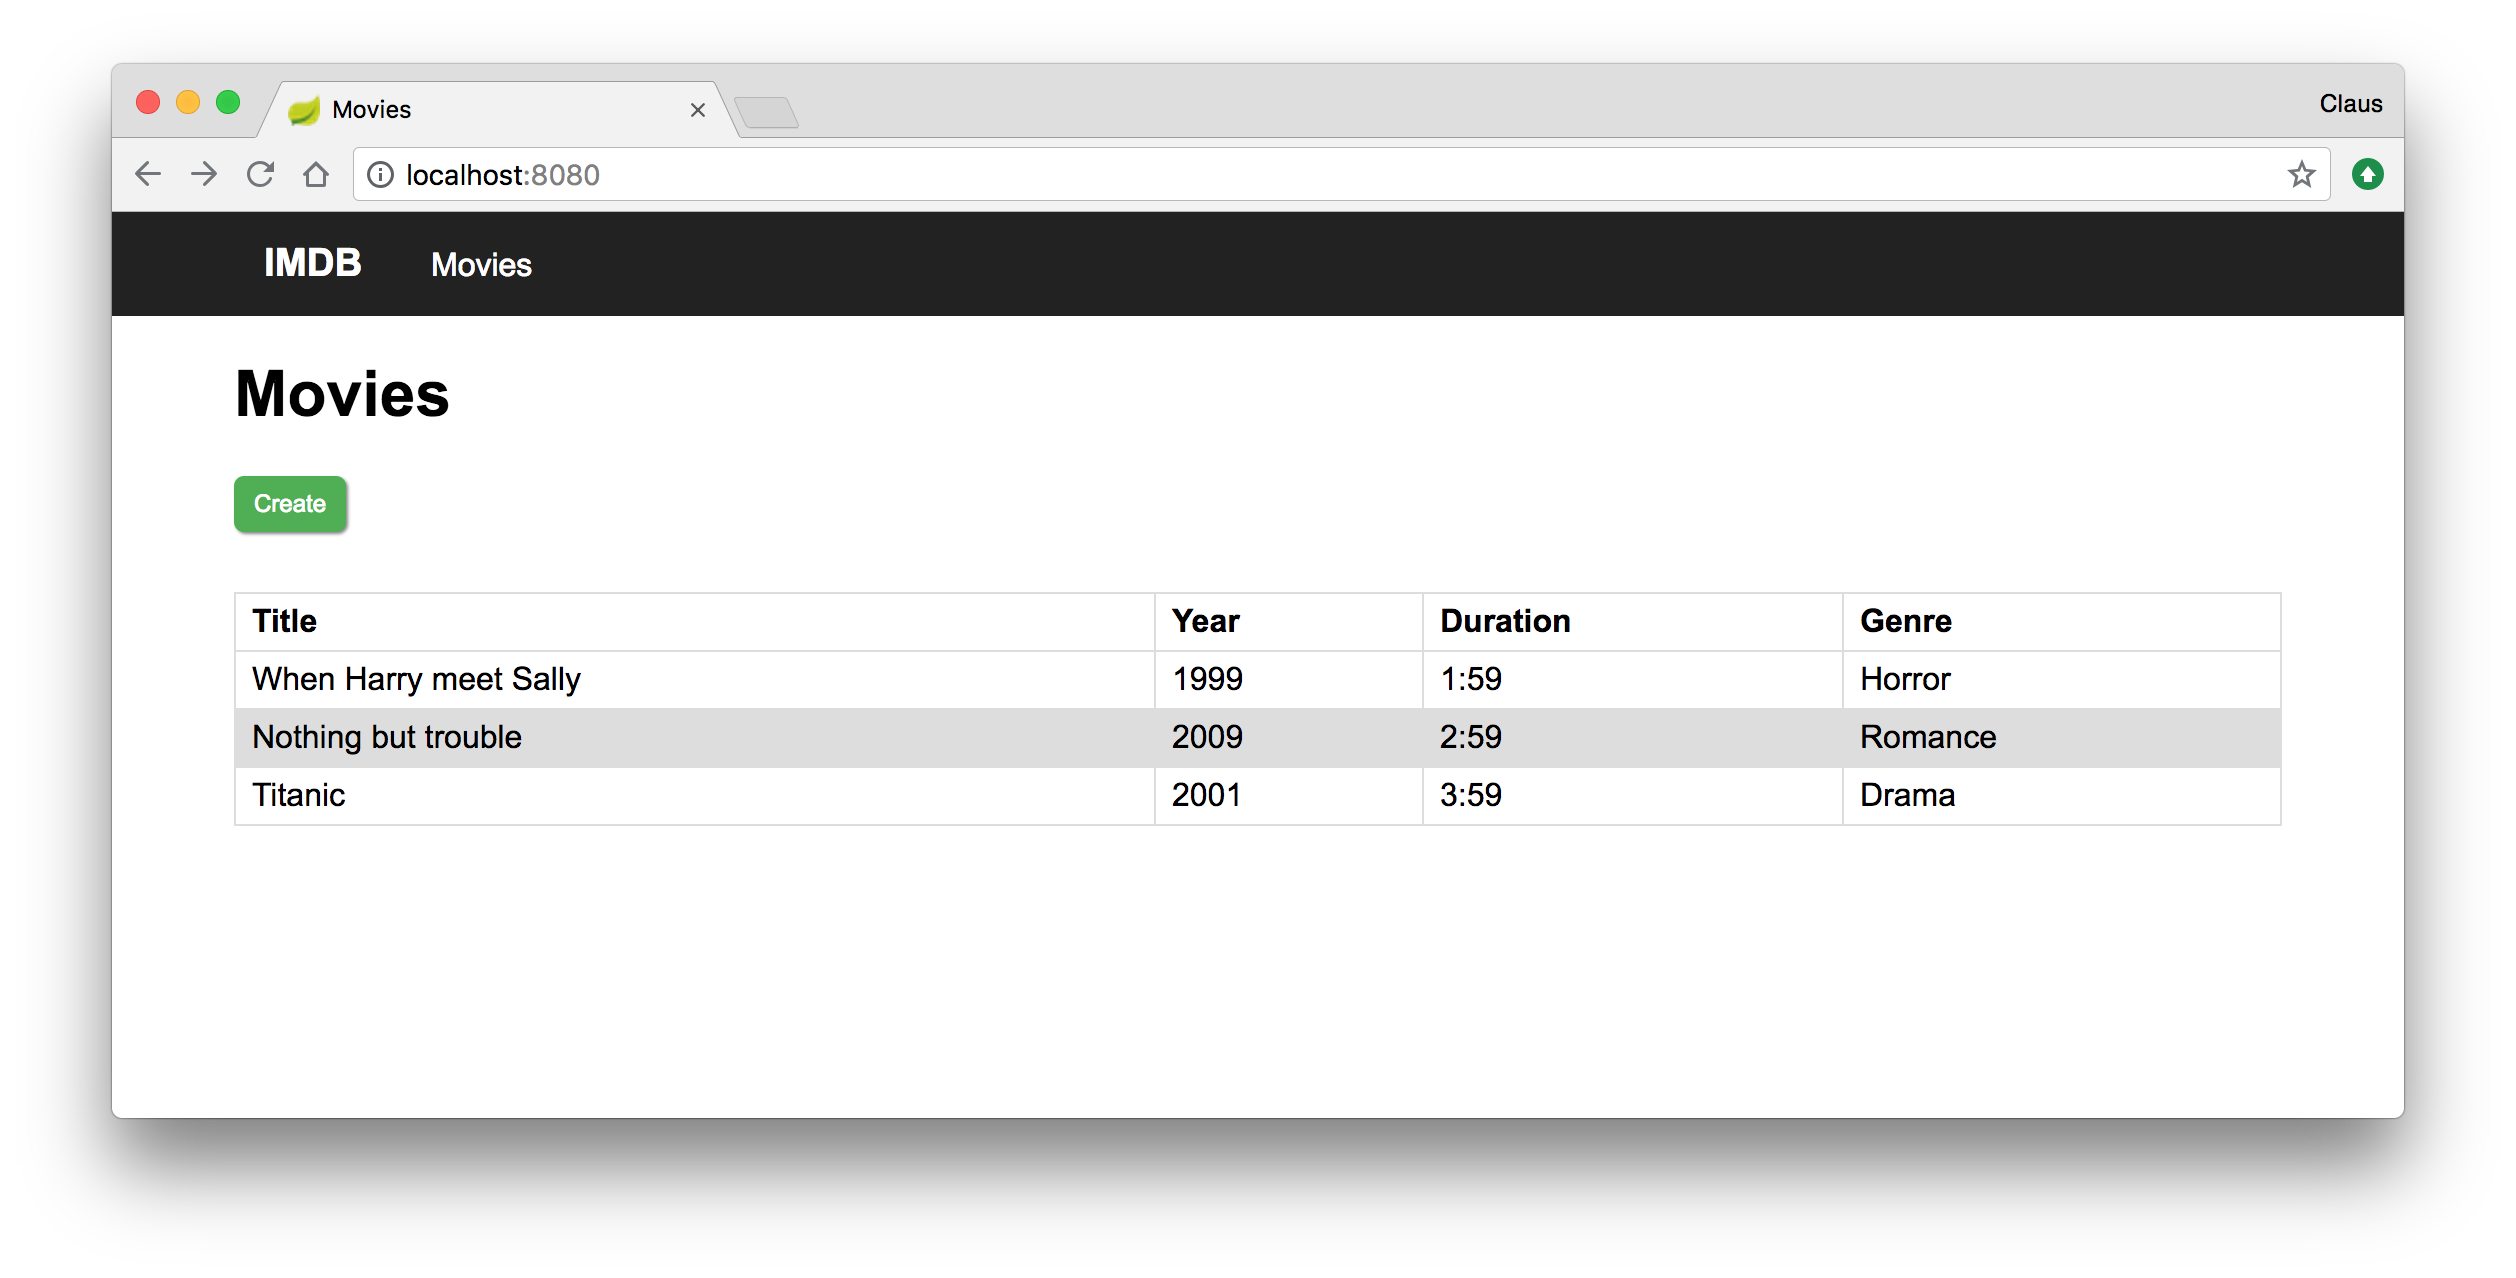 Movies
Claus
localhost:8080
IMDB Movies
Movies
Create
Title Year Duration Genre
When Harry meet Sally 1999 1:59 Horror
Nothing but trouble 2009 2:59 Romance
Titanic 2001 3:59 Drama